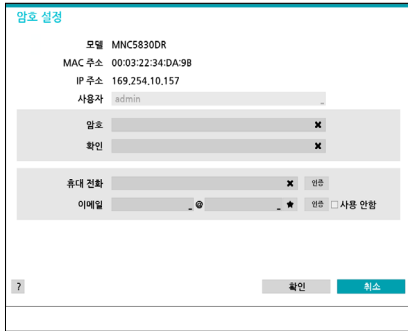 암호 설정
모델 MNC5830DR
MAC 주소 00:03:22:34:DA:9B
IP 주소 169.254.10.157
사용자 admin
암호 ✖
확인 ✖
휴대 전화 ✖ 인증
이메일 @ ★ 인증 사용 안함
? 확인 취소